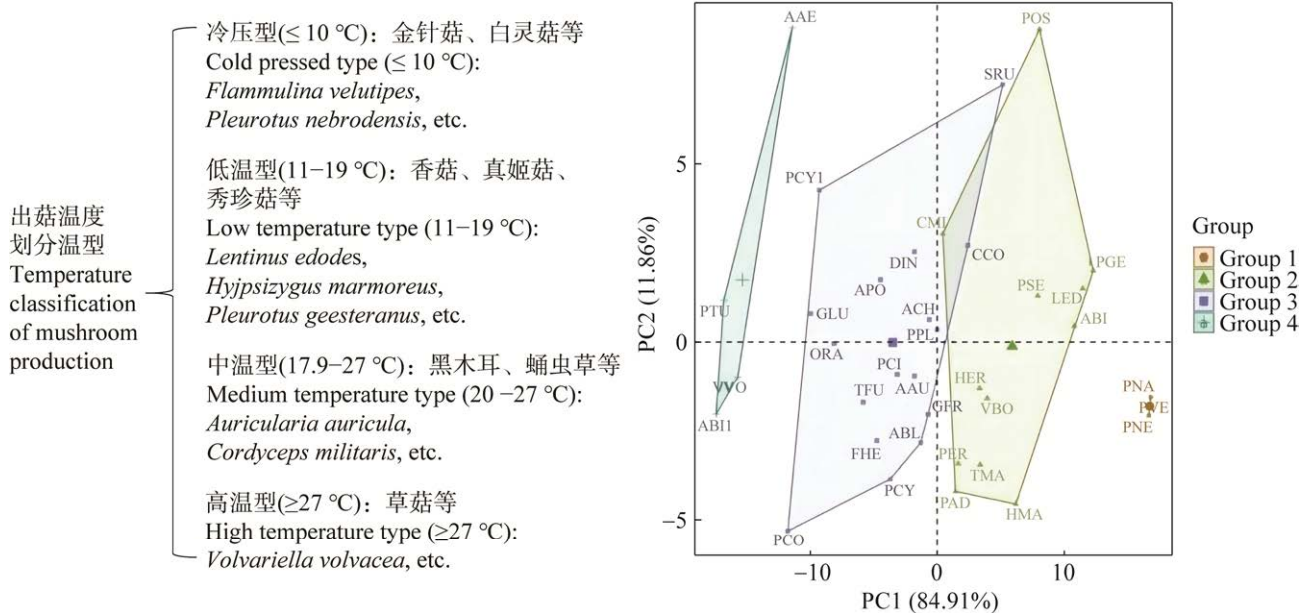 出菇温度
划分温型
Temperature
classification
of mushroom
production
冷压型(≤ 10 ℃)：金针菇、白灵菇等
Cold pressed type (≤ 10 ℃):
Flammulina velutipes,
Pleurotus nebrodensis, etc.
低温型(11−19 ℃)：香菇、真姬菇、
秀珍菇等
Low temperature type (11−19 ℃):
Lentinus edodes,
Hyjpsizygus marmoreus,
Pleurotus geesteranus, etc.
中温型(17.9−27 ℃)：黑木耳、蛹虫草等
Medium temperature type (20 −27 ℃):
Auricularia auricula,
Cordyceps militaris, etc.
高温型(≥27 ℃)：草菇等
High temperature type (≥27 ℃):
Volvariella volvacea, etc.
PC2 (11.86%)
5
0
−5
AAE
POS
SRU
PCY1
CMI
DIN
CCO
PGE
APO
PSE
LED
PTU
GLU
ACH
ABI
PPL
ORA
PCI
VVO
AAU
HER
PNA
TFU
VBO
PVE
ABI1
GFR
PNE
FHE
ABL
PER
TMA
PCY
PAD
HMA
PCO
−10
0
10
PC1 (84.91%)
Group
Group 1
Group 2
Group 3
Group 4